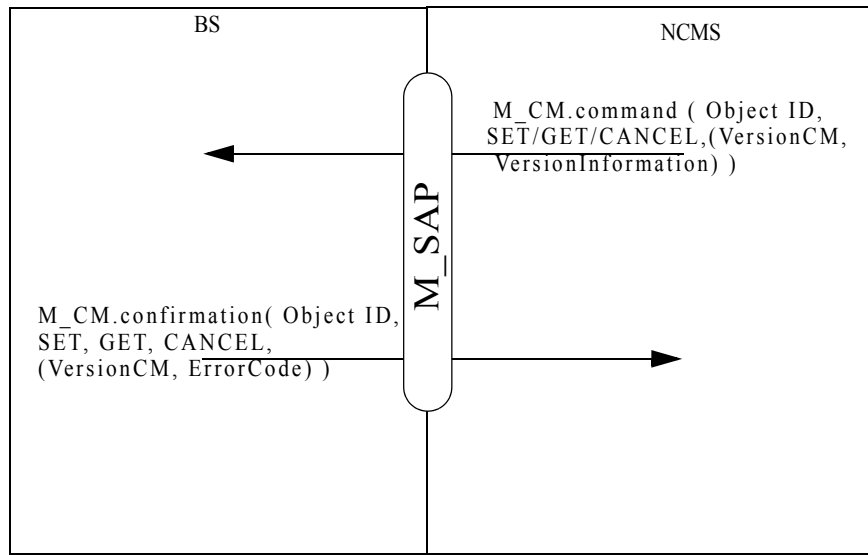 BS
NCMS
M_CM.command ( Object ID,
SET/GET/CANCEL,(VersionCM,
VersionInformation) )
M_SAP
M_CM.confirmation( Object ID,
SET, GET, CANCEL,
(VersionCM, ErrorCode) )